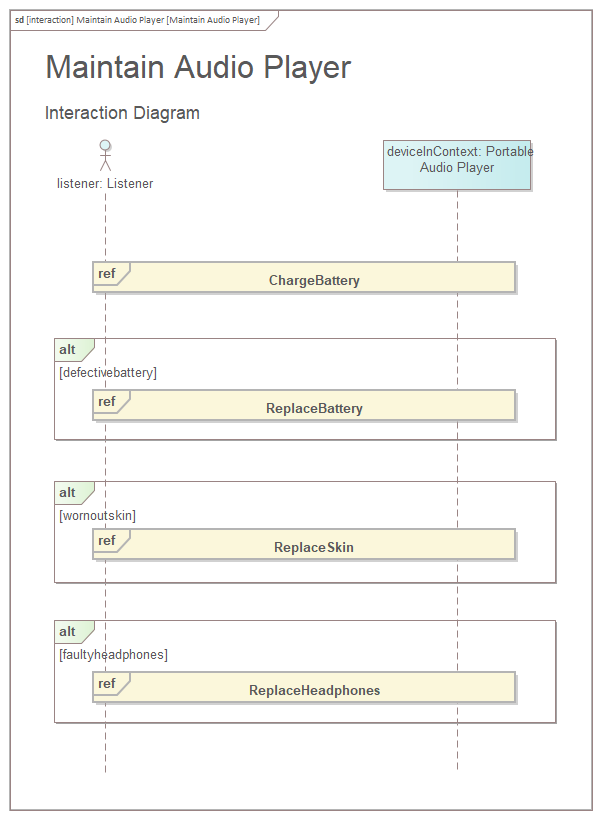 sd [interaction] Maintain Audio Player [Maintain Audio Player]
Maintain Audio Player
Interaction Diagram
listener: Listener
deviceInContext: Portable
Audio Player
ref
ChargeBattery
alt
[defectivebattery]
ref
ReplaceBattery
alt
[wornoutskin]
ref
ReplaceSkin
alt
[faultyheadphones]
ref
ReplaceHeadphones